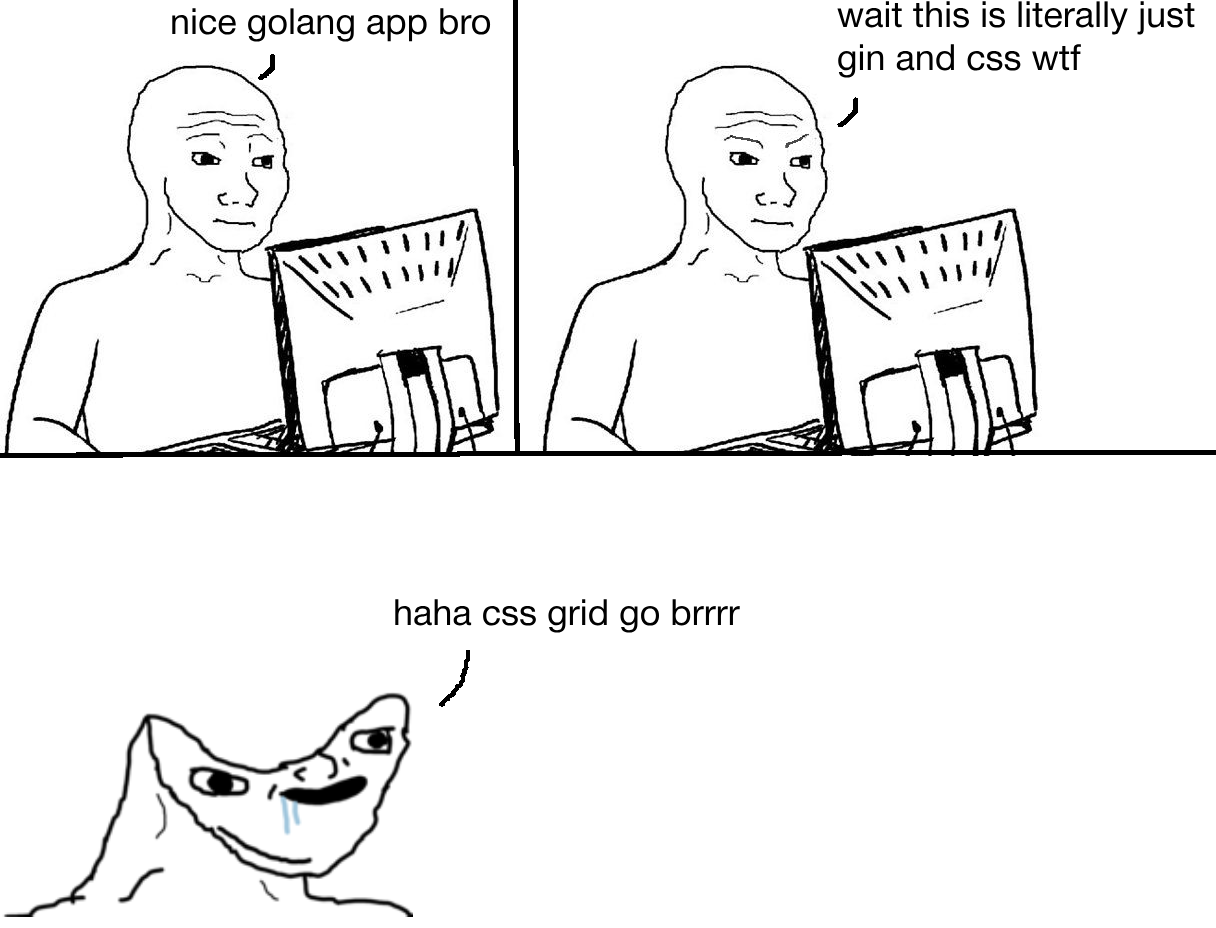 nice golang app bro
wait this is literally just
gin and css wtf
haha css grid go brrrr